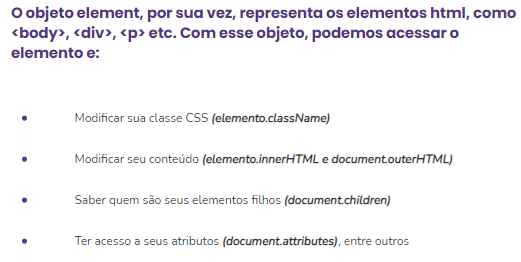 O objeto element, por sua vez, representa os elementos html, como
<body>, <div>, <p> etc. Com esse objeto, podemos acessar o
elemento e:
• Modificar sua classe CSS (elemento.className)
• Modificar seu conteúdo (elemento.innerHTML e document.outerHTML)
• Saber quem são seus elementos filhos (document.children)
• Ter acesso a seus atributos (document.attributes), entre outros